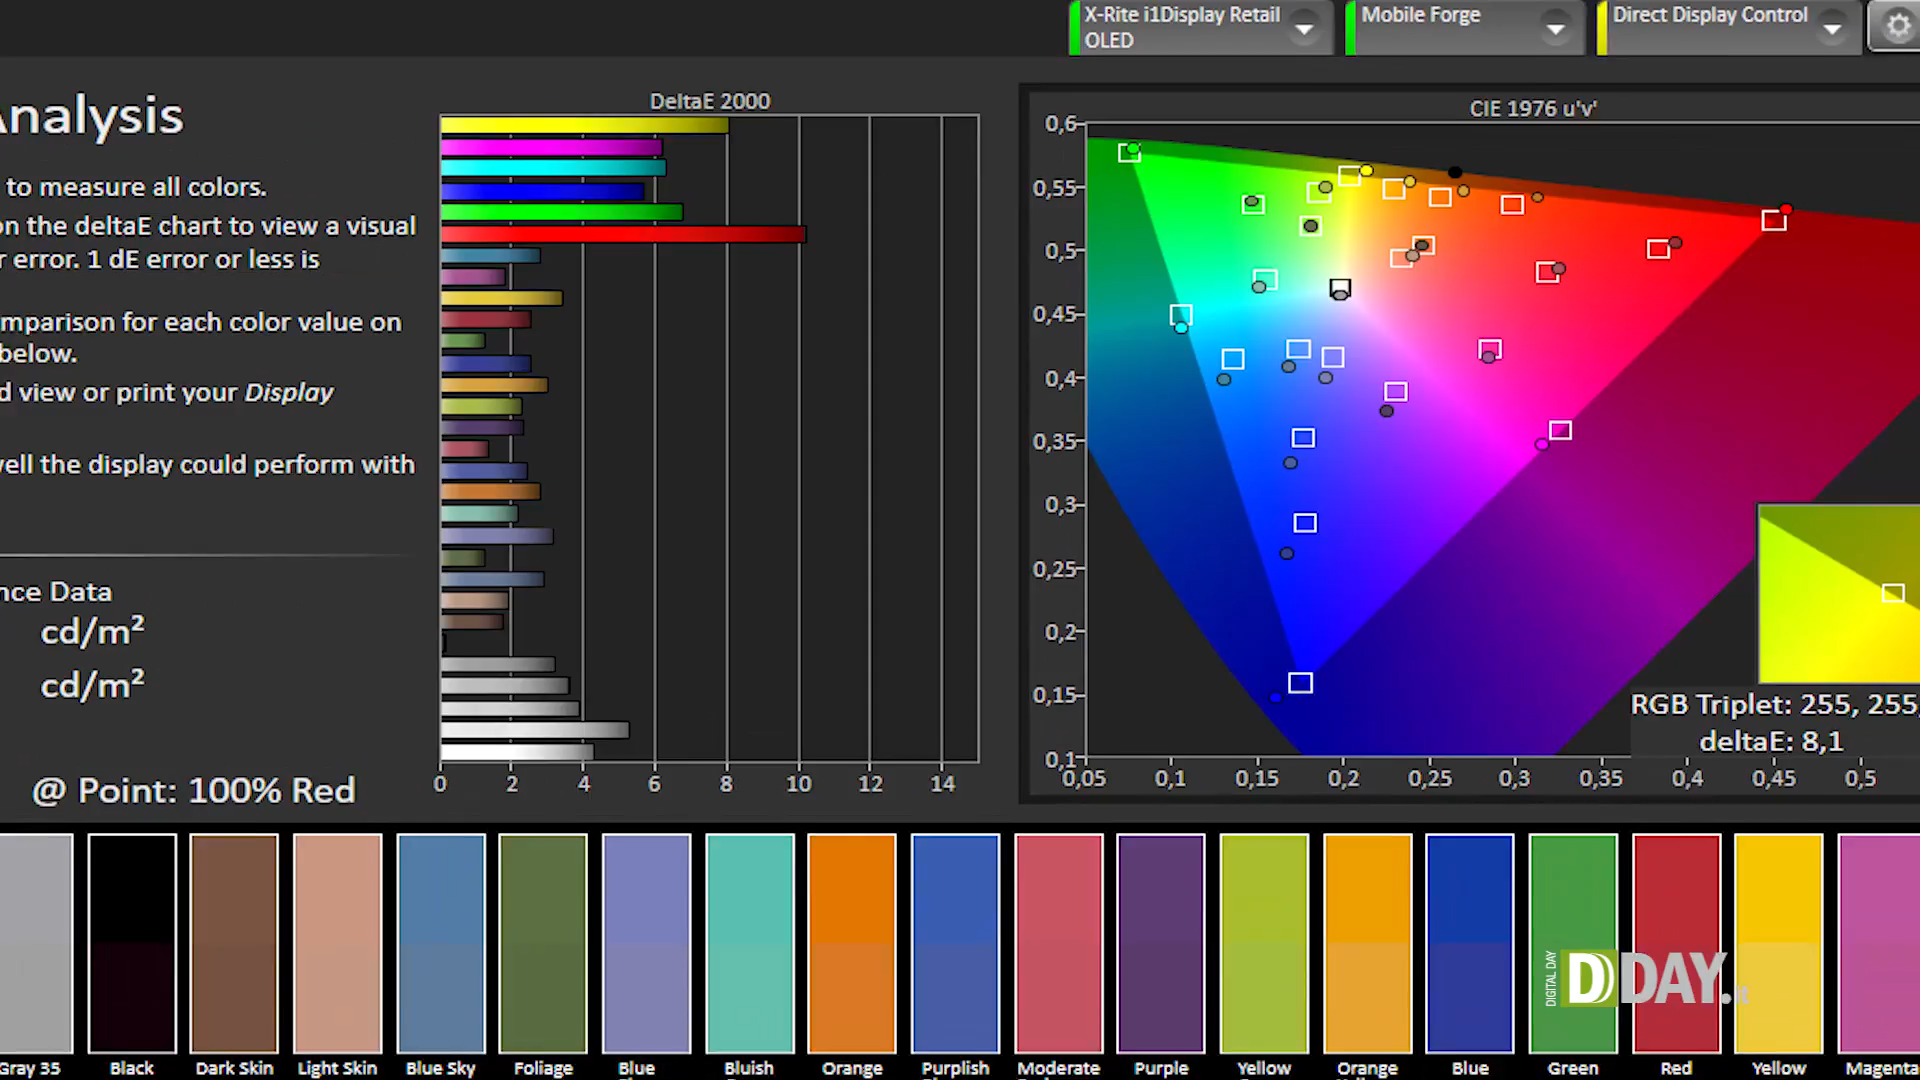 X-Rite i1Display Retail
OLED
Mobile Forge
Direct Display Control
Analysis
to measure all colors.
on the deltaE chart to view a visual
r error. 1 dE error or less is
mparison for each color value on
below.
d view or print your Display
well the display could perform with
nce Data
cd/m²
cd/m²
@ Point: 100% Red
DeltaE 2000
0 2 4 6 8 10 12 14
CIE 1976 u'v'
0,6
0,55
0,5
0,45
0,4
0,35
0,3
0,25
0,2
0,15
0,1
0,05 0,1 0,15 0,2 0,25 0,3 0,35 0,4 0,45 0,5
RGB Triplet: 255, 255,
deltaE: 8,1
Gray 35
Black
Dark Skin
Light Skin
Blue Sky
Foliage
Blue
Bluish
Orange
Purplish
Moderate
Purple
Yellow
Orange
Blue
Green
Red
Yellow
Magenta
DIGITAL DAY
DDAY.it